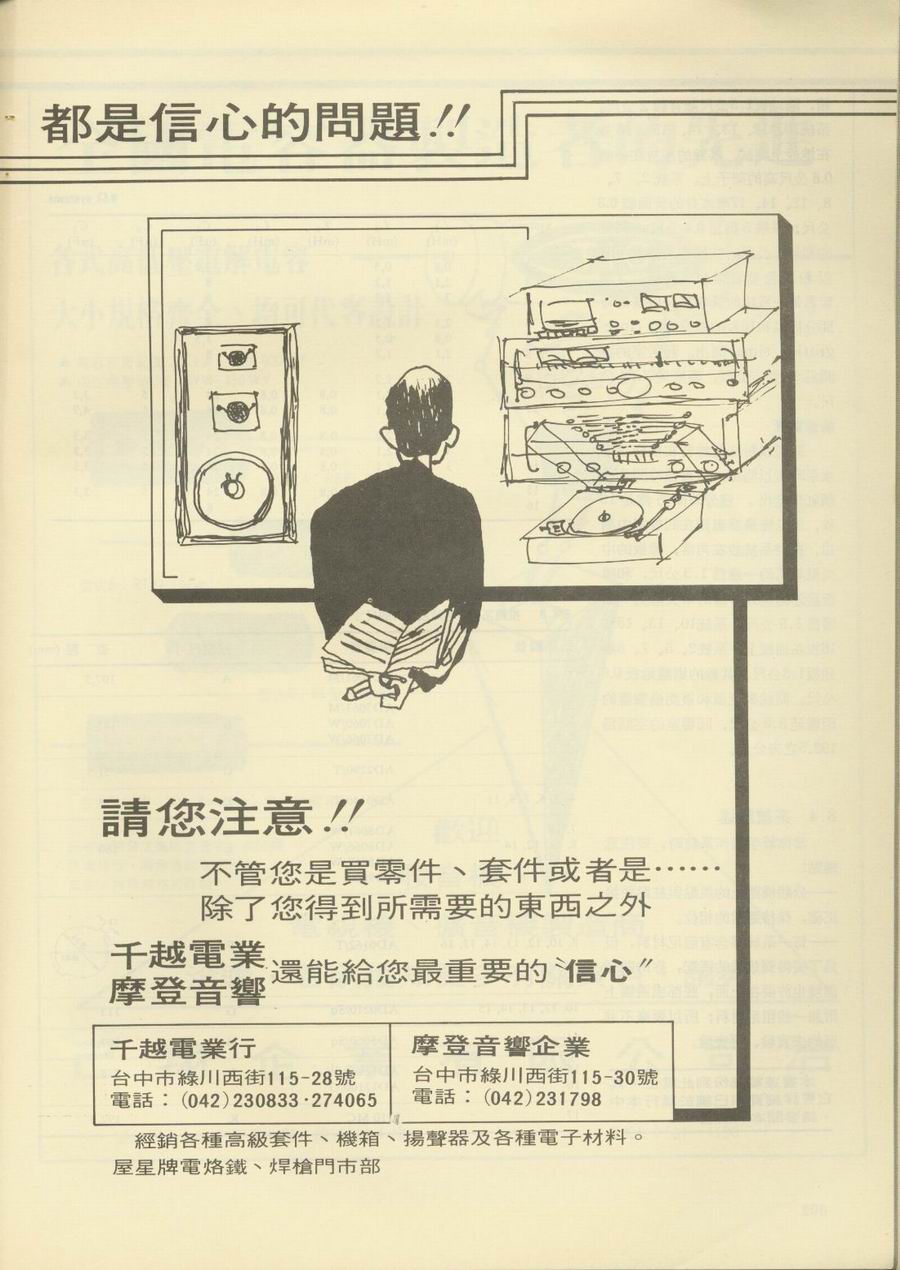 都是信心的問題!!
請您注意!!
不管您是買零件、套件或者是……
除了您得到所需要的東西之外
千越電業
摩登音響
還能給您最重要的〝信心〞
千越電業行
台中市綠川西街115-28號
電話：(042)230833·274065
摩登音響企業
台中市綠川西街115-30號
電話：(042)231798
經銷各種高級套件、機箱、揚聲器及各種電子材料。
屋星牌電烙鐵、焊槍門市部